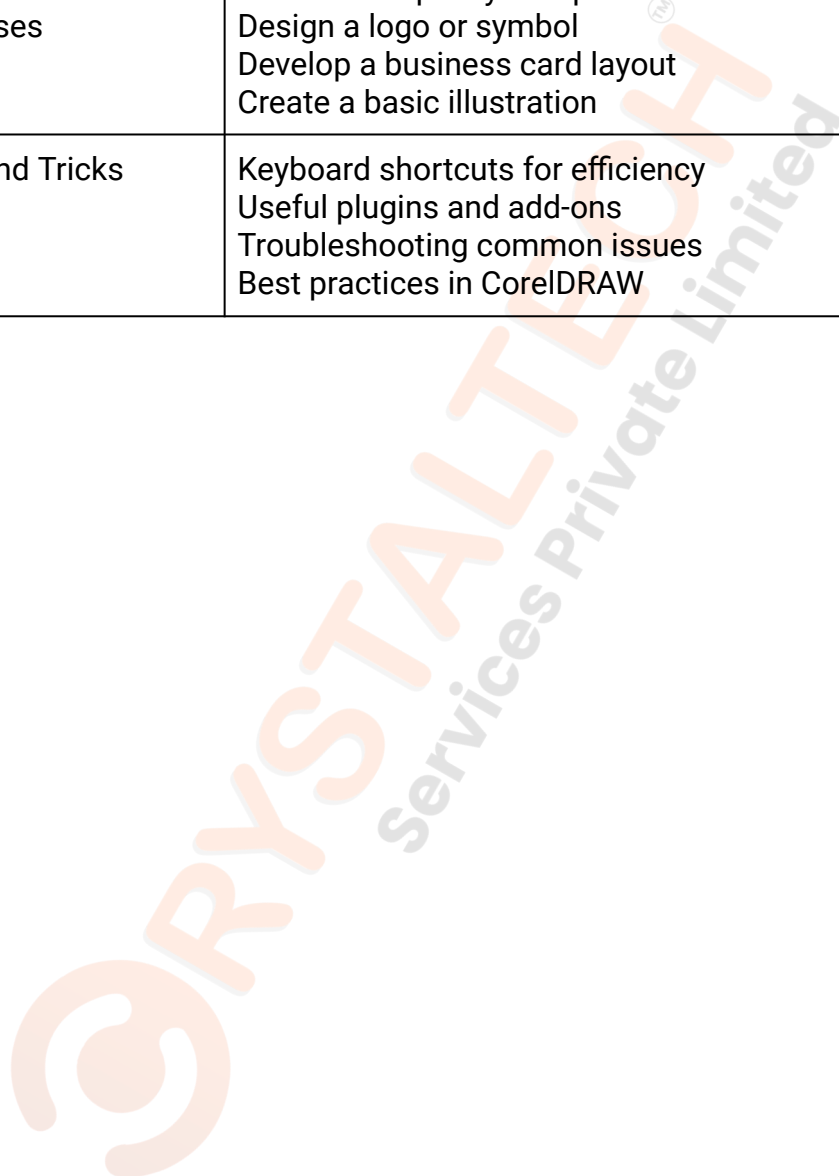 ses
Design a logo or symbol
Develop a business card layout
Create a basic illustration
nd Tricks
Keyboard shortcuts for efficiency
Useful plugins and add-ons
Troubleshooting common issues
Best practices in CorelDRAW
CRYSTALTECH
TM
Services Private Limited